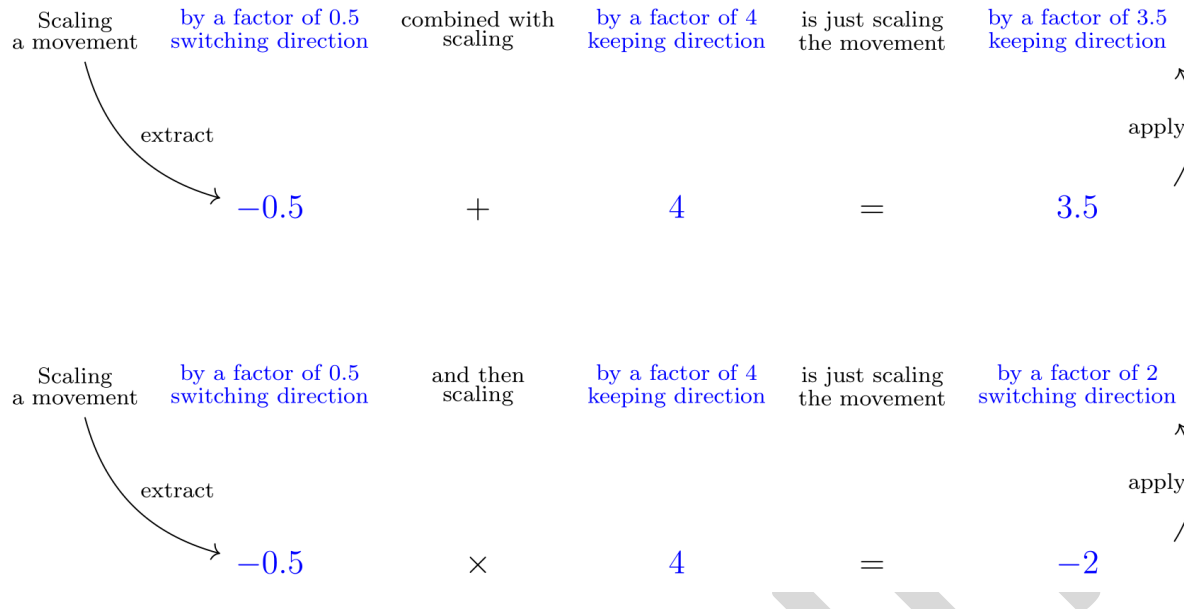 Scaling a movement by a factor of 0.5 switching direction combined with scaling by a factor of 4 keeping direction is just scaling the movement by a factor of 3.5 keeping direction
extract
apply
−0.5 + 4 = 3.5
Scaling a movement by a factor of 0.5 switching direction and then scaling by a factor of 4 keeping direction is just scaling the movement by a factor of 2 switching direction
extract
apply
−0.5 × 4 = −2